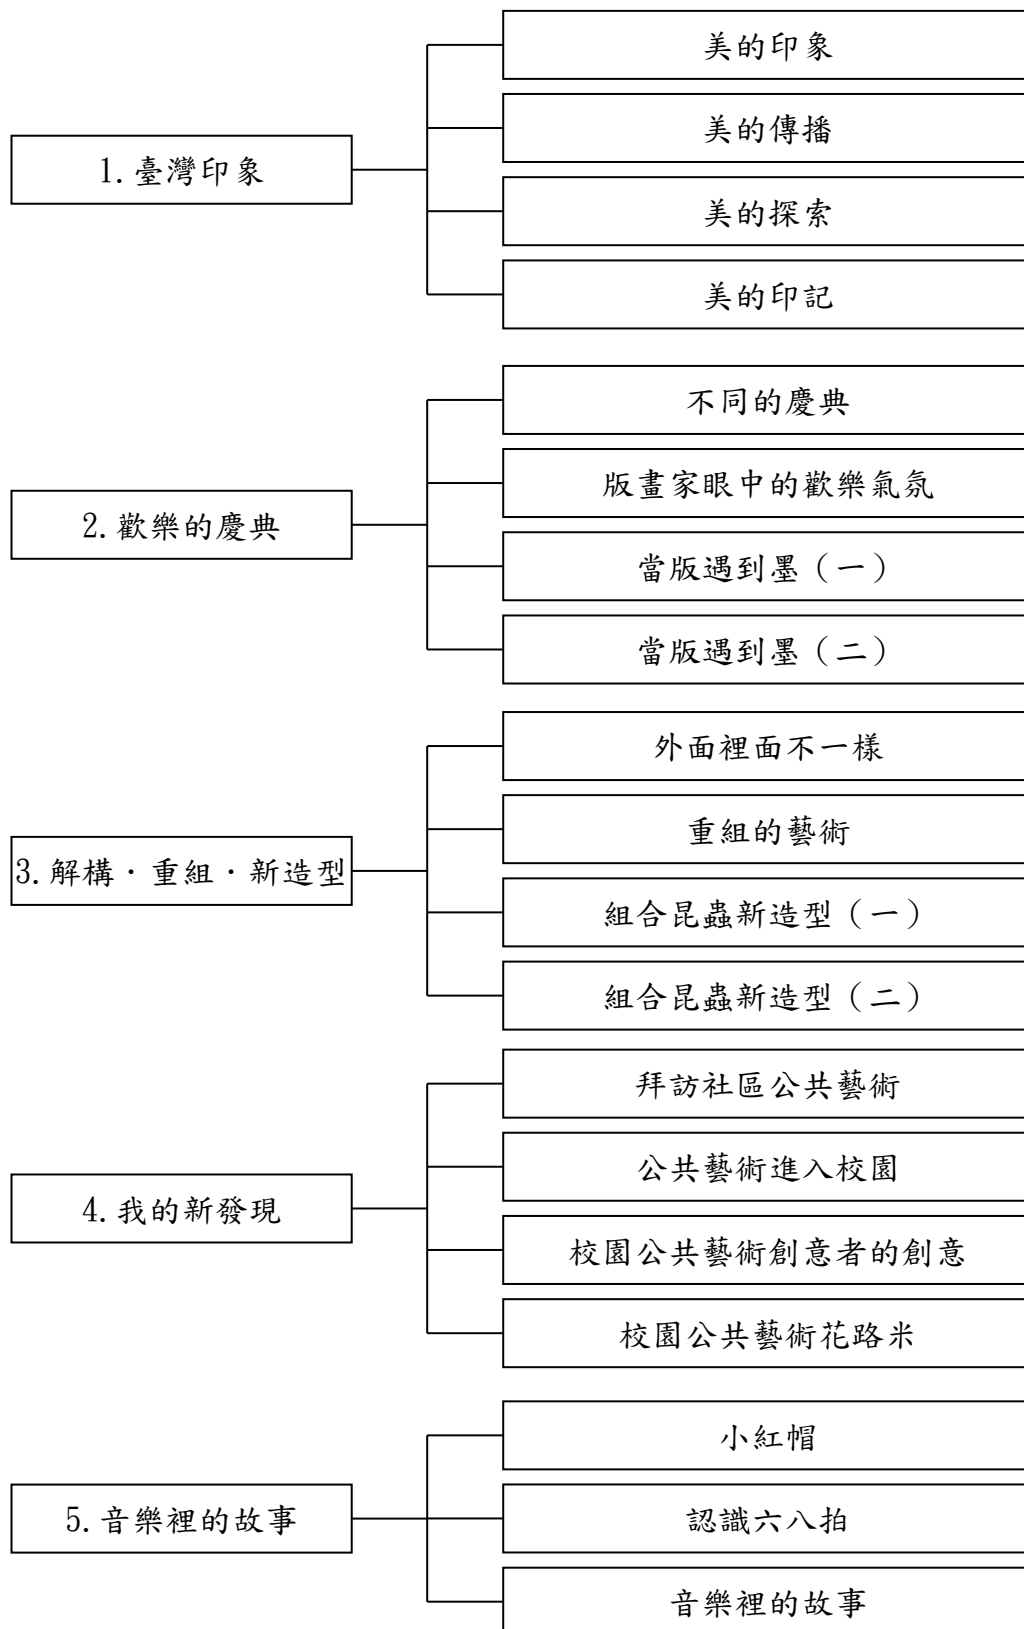 1.臺灣印象
美的印象
美的傳播
美的探索
美的印記
2.歡樂的慶典
不同的慶典
版畫家眼中的歡樂氣氛
當版遇到墨（一）
當版遇到墨（二）
3.解構‧重組‧新造型
外面裡面不一樣
重組的藝術
組合昆蟲新造型（一）
組合昆蟲新造型（二）
4.我的新發現
拜訪社區公共藝術
公共藝術進入校園
校園公共藝術創意者的創意
校園公共藝術花路米
5.音樂裡的故事
小紅帽
認識六八拍
音樂裡的故事